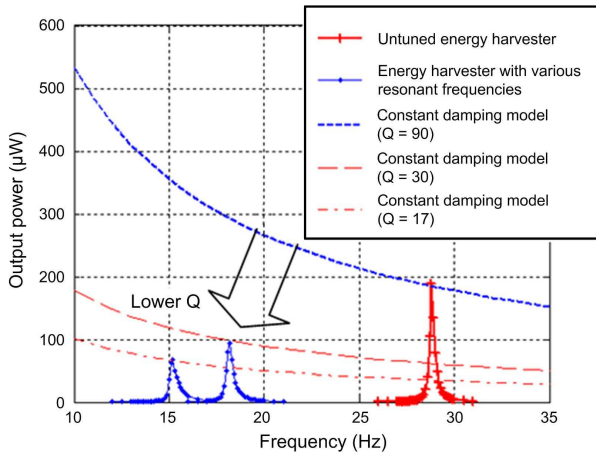 600
500
400
300
200
100
0
Output power (µW)
10
15
20
25
30
35
Frequency (Hz)
Lower Q
Untuned energy harvester
Energy harvester with various
resonant frequencies
Constant damping model
(Q = 90)
Constant damping model
(Q = 30)
Constant damping model
(Q = 17)